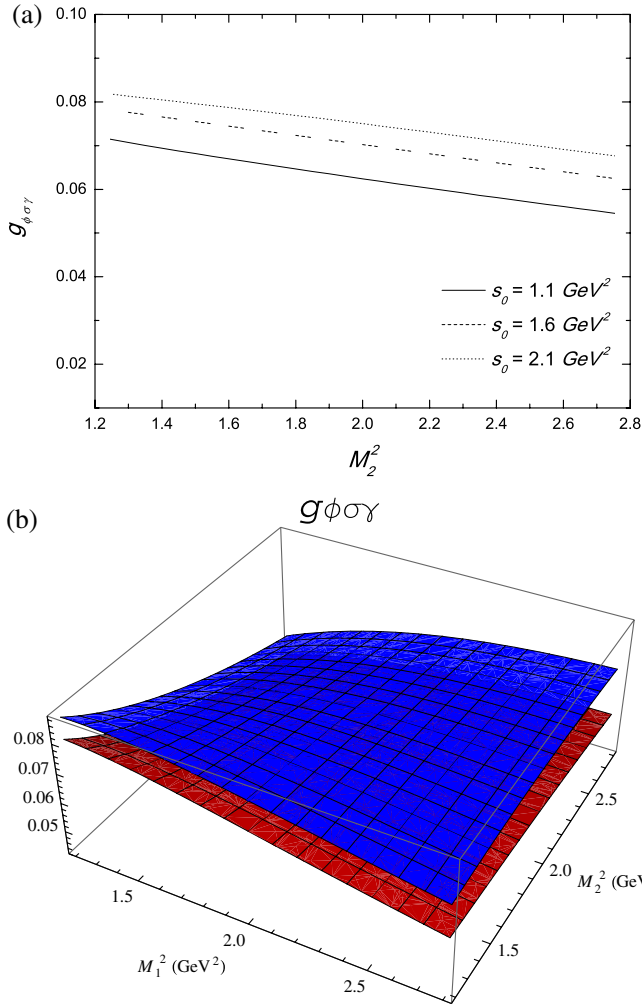 (a)
0.10
0.08
0.06
0.04
0.02
g_φσγ
s_0 = 1.1 GeV^2
s_0 = 1.6 GeV^2
s_0 = 2.1 GeV^2
1.2 1.4 1.6 1.8 2.0 2.2 2.4 2.6 2.8
M_2^2
(b)
gφσγ
0.08
0.07
0.06
0.05
1.5
2.0
2.5
M_1^2 (GeV^2)
2.5
2.0
M_2^2 (GeV
1.5